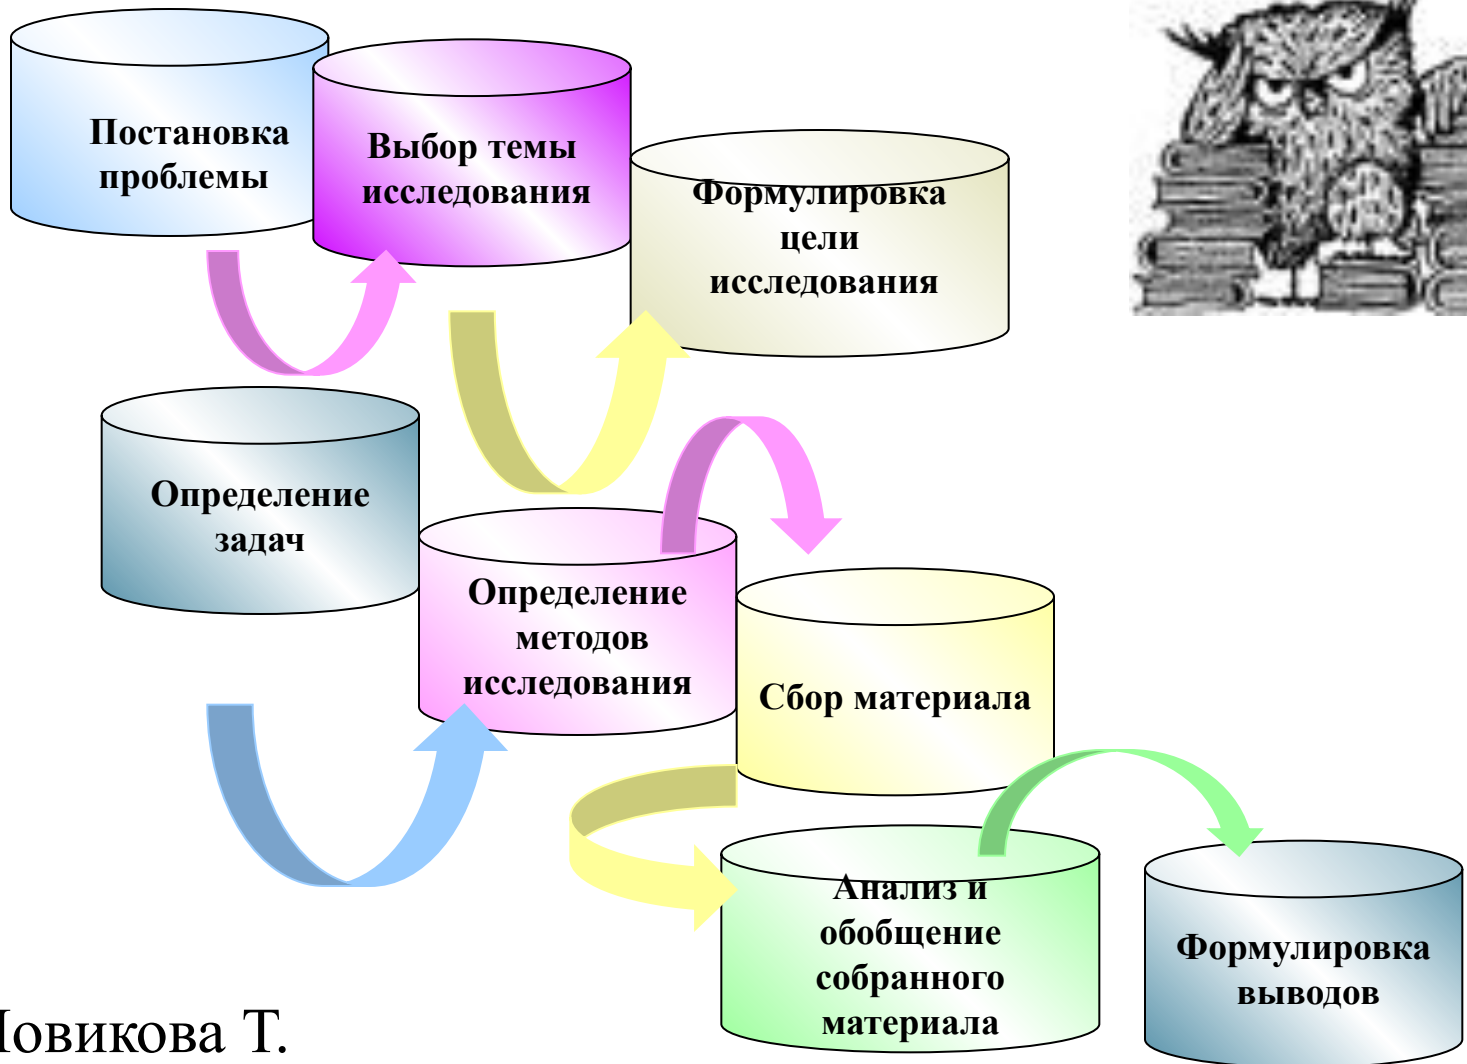 Постановка
проблемы
Выбор темы
исследования
Формулировка
цели
исследования
Определение
задач
Определение
методов
исследования
Сбор материала
Анализ и
обобщение
собранного
материала
Формулировка
выводов
Новикова Т.